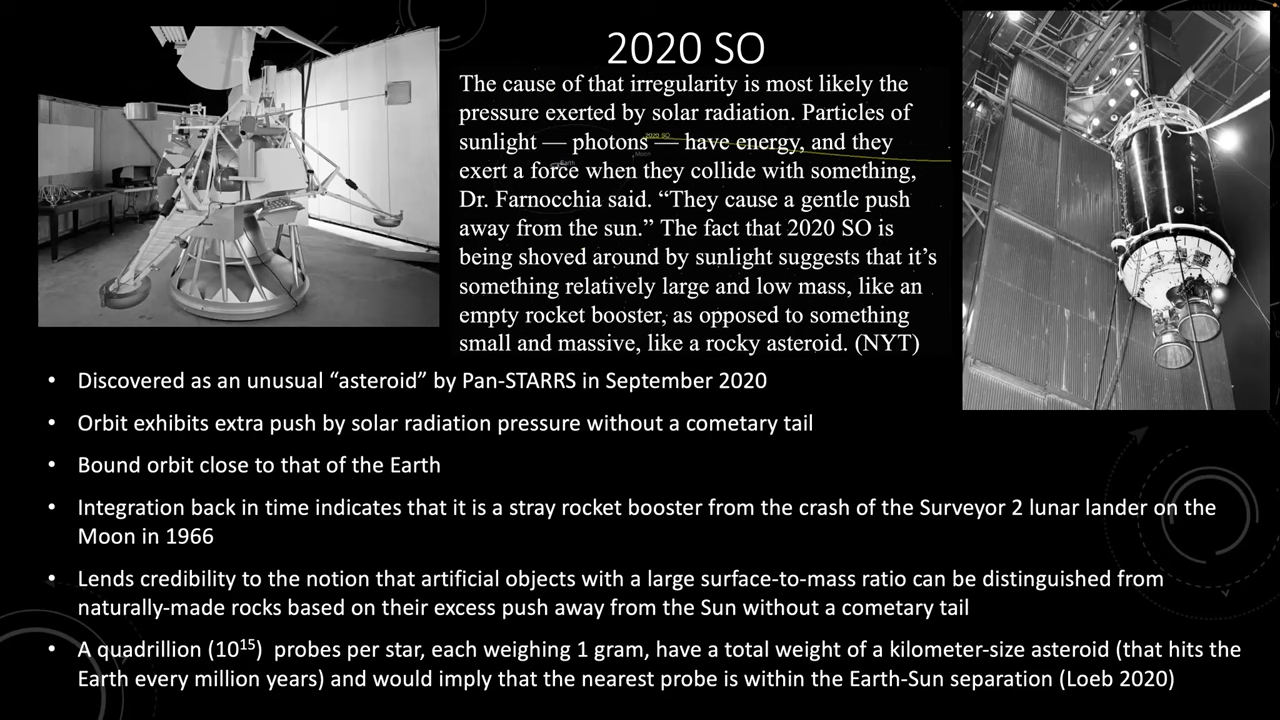 2020 SO
The cause of that irregularity is most likely the
pressure exerted by solar radiation. Particles of
sunlight — photons — have energy, and they
exert a force when they collide with something,
Dr. Farnocchia said. “They cause a gentle push
away from the sun.” The fact that 2020 SO is
being shoved around by sunlight suggests that it’s
something relatively large and low mass, like an
empty rocket booster, as opposed to something
small and massive, like a rocky asteroid. (NYT)
2020 SO
Earth
Moon
• Discovered as an unusual “asteroid” by Pan-STARRS in September 2020
• Orbit exhibits extra push by solar radiation pressure without a cometary tail
• Bound orbit close to that of the Earth
• Integration back in time indicates that it is a stray rocket booster from the crash of the Surveyor 2 lunar lander on the
Moon in 1966
• Lends credibility to the notion that artificial objects with a large surface-to-mass ratio can be distinguished from
naturally-made rocks based on their excess push away from the Sun without a cometary tail
• A quadrillion (10¹⁵) probes per star, each weighing 1 gram, have a total weight of a kilometer-size asteroid (that hits the
Earth every million years) and would imply that the nearest probe is within the Earth-Sun separation (Loeb 2020)